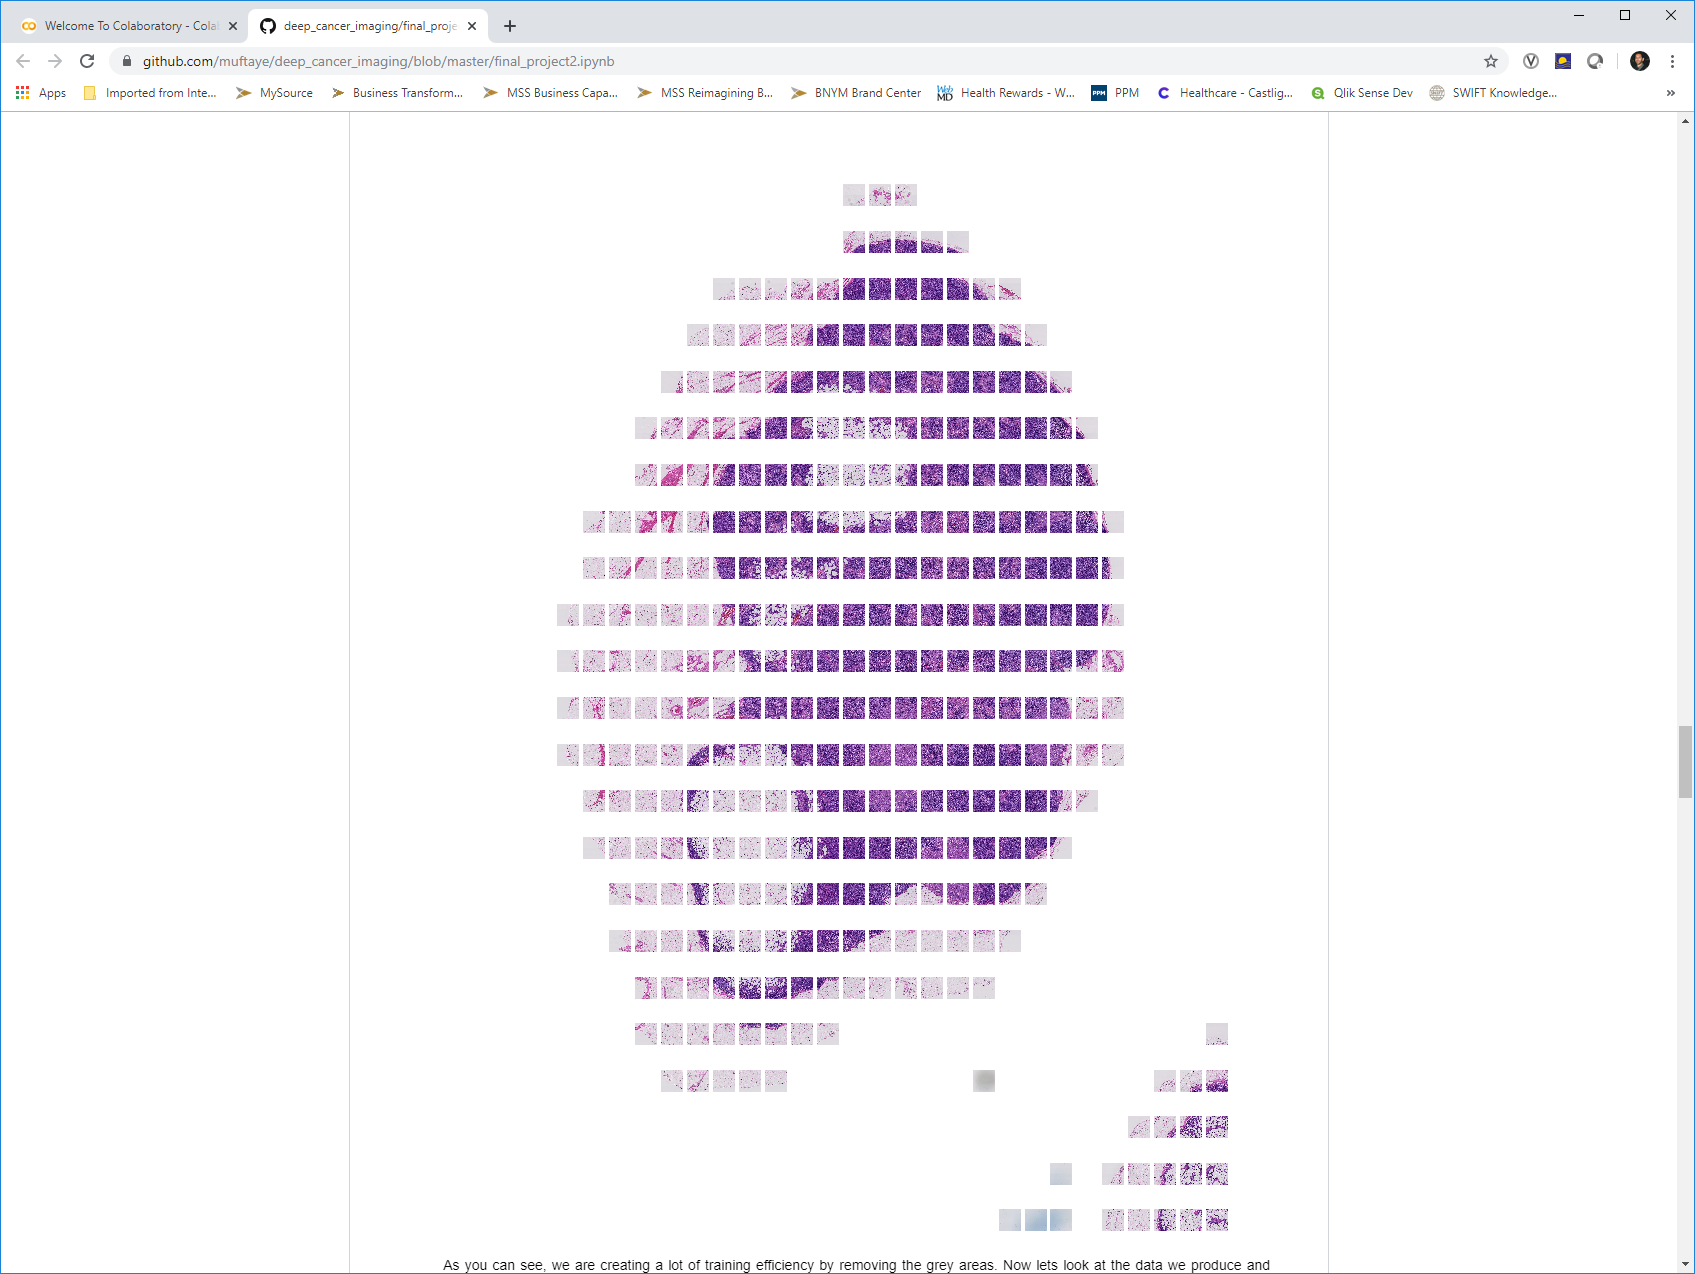 Welcome To Colaboratory - Cola
deep_cancer_imaging/final_proje
github.com/muftaye/deep_cancer_imaging/blob/master/final_project2.ipynb
Apps Imported from Inte... MySource Business Transform... MSS Business Capa... MSS Reimagining B... BNYM Brand Center Web MD Health Rewards - W... PPM PPM Healthcare - Castlig... Qlik Sense Dev SWIFT Knowledge... »
As you can see, we are creating a lot of training efficiency by removing the grey areas. Now lets look at the data we produce and